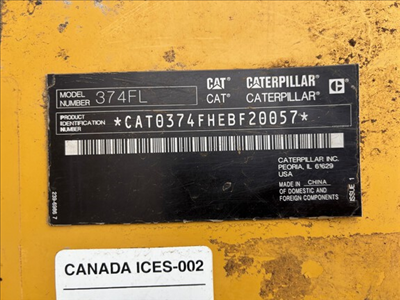 MODEL NUMBER 374FL
CAT CATERPILLAR
CAT® CATERPILLAR®
PRODUCT IDENTIFICATION NUMBER *CAT0374FHEBF20057*
CATERPILLAR INC.
PEORIA, IL 61629
USA
MADE IN CHINA
OF DOMESTIC AND
FOREIGN COMPONENTS
ISSUE 1
CANADA ICES-002